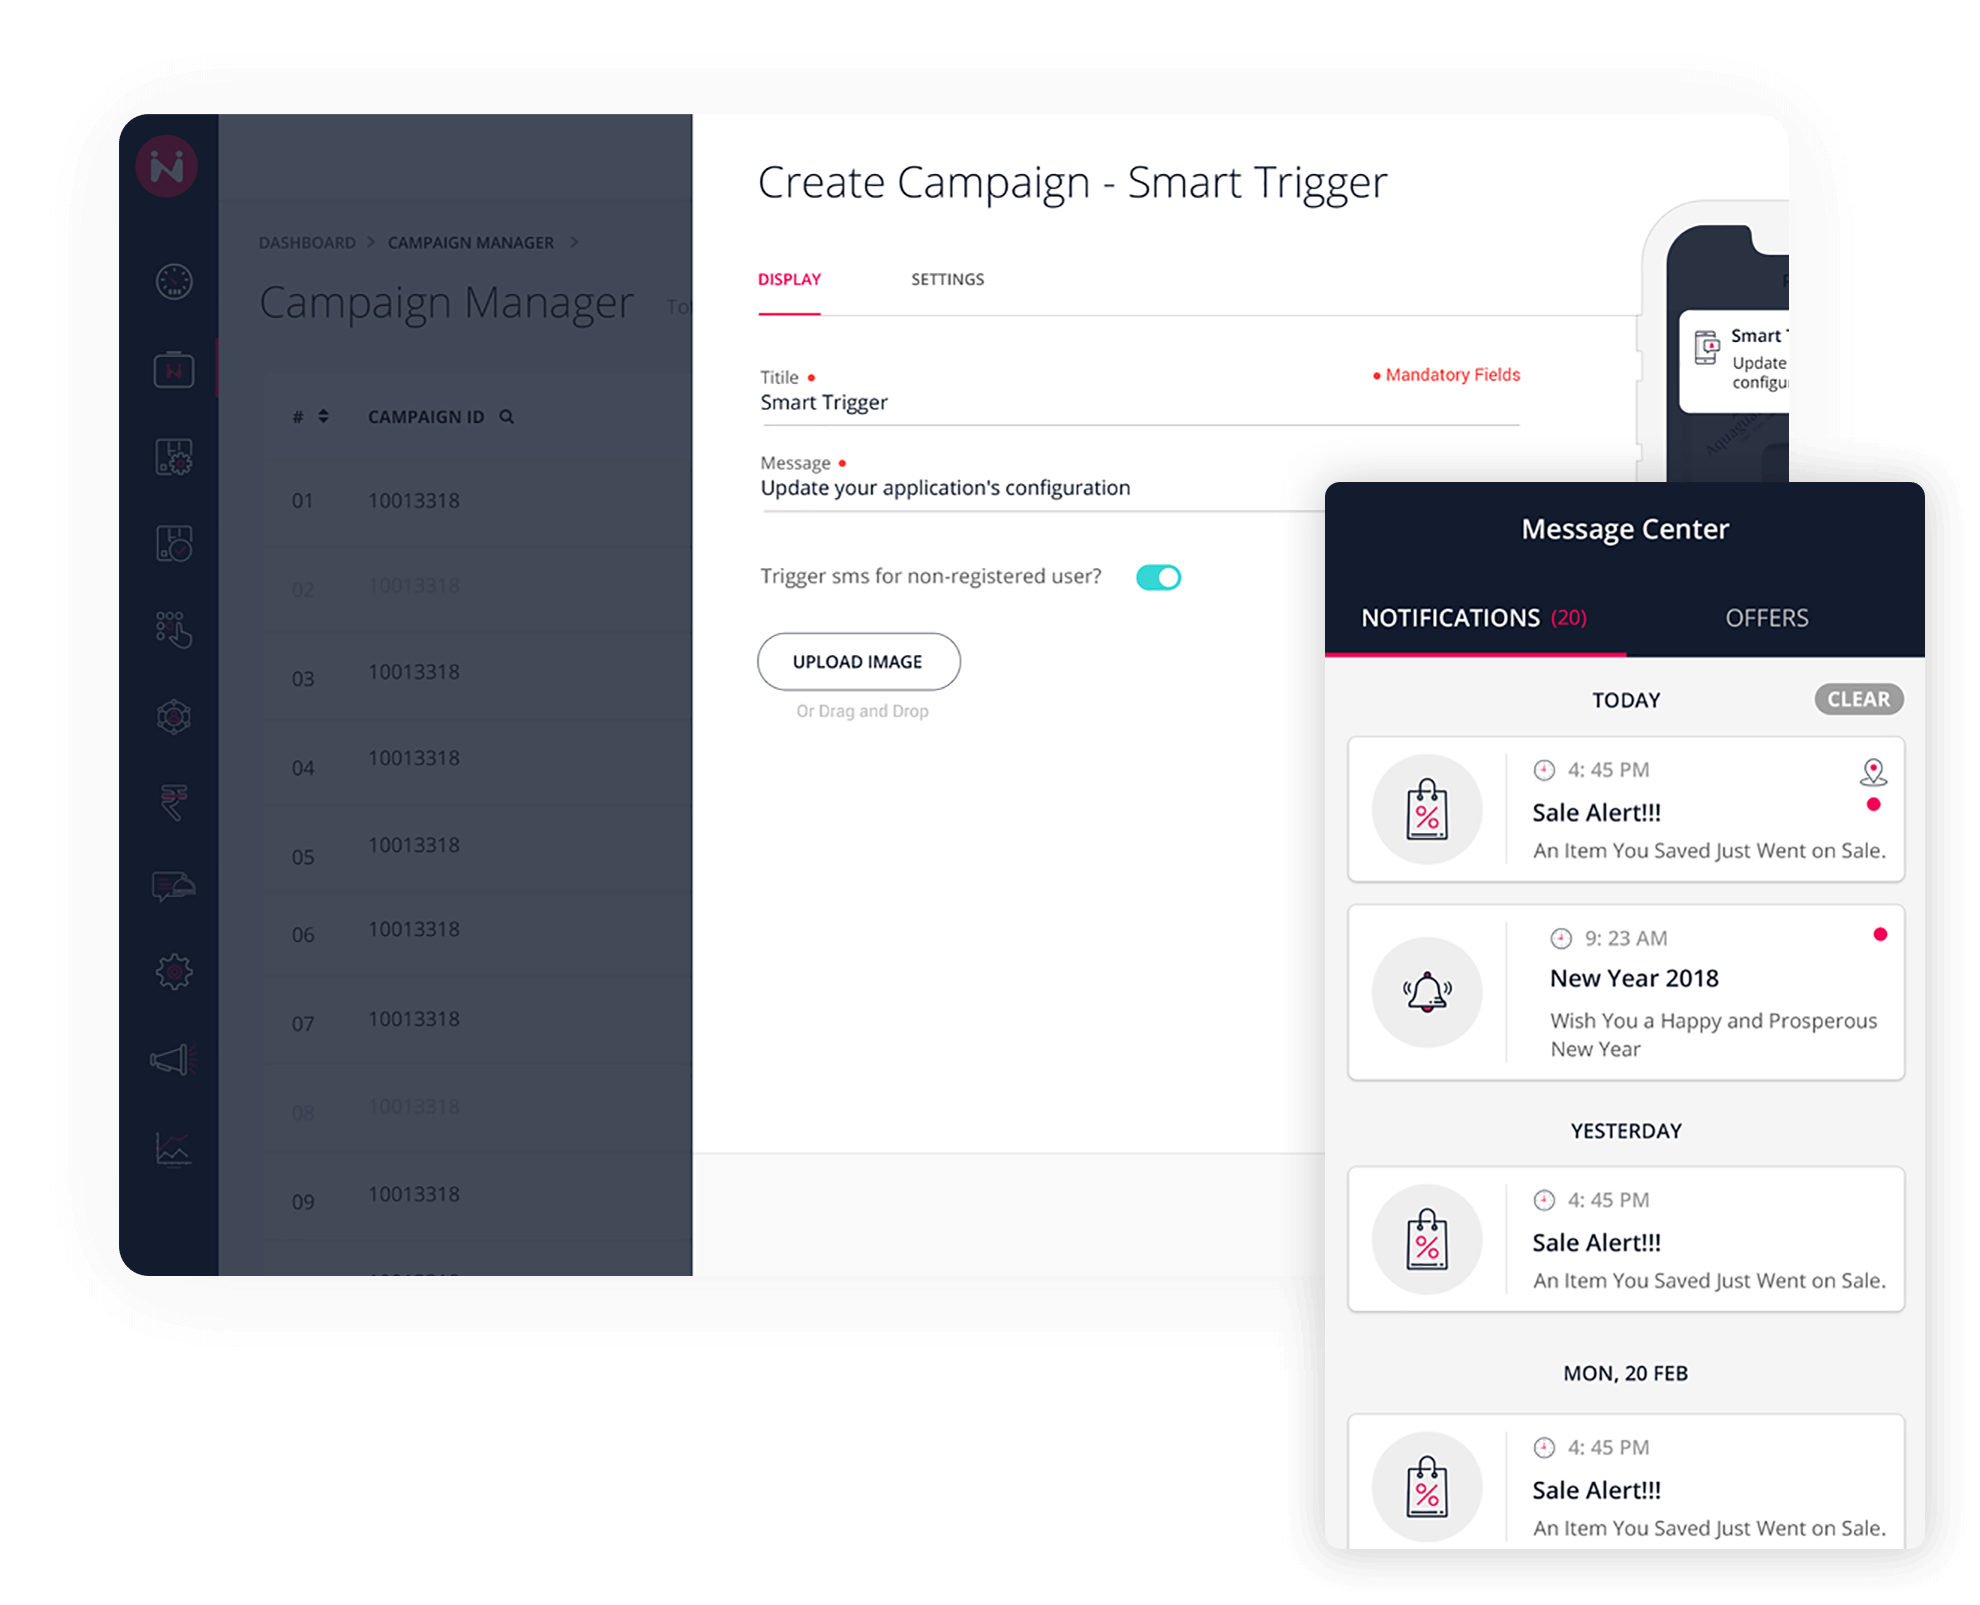 DASHBOARD > CAMPAIGN MANAGER >
Campaign Manager
# CAMPAIGN ID
01 10013318
02 10013318
03 10013318
04 10013318
05 10013318
06 10013318
07 10013318
08 10013318
09 10013318
Create Campaign - Smart Trigger
DISPLAY SETTINGS
• Mandatory Fields
Titile •
Smart Trigger
Message •
Update your application's configuration
Trigger sms for non-registered user?
UPLOAD IMAGE
Or Drag and Drop
Smart
Update
configu
Message Center
NOTIFICATIONS (20) OFFERS
TODAY CLEAR
4: 45 PM
Sale Alert!!!
An Item You Saved Just Went on Sale.
9: 23 AM
New Year 2018
Wish You a Happy and Prosperous
New Year
YESTERDAY
4: 45 PM
Sale Alert!!!
An Item You Saved Just Went on Sale.
MON, 20 FEB
4: 45 PM
Sale Alert!!!
An Item You Saved Just Went on Sale.